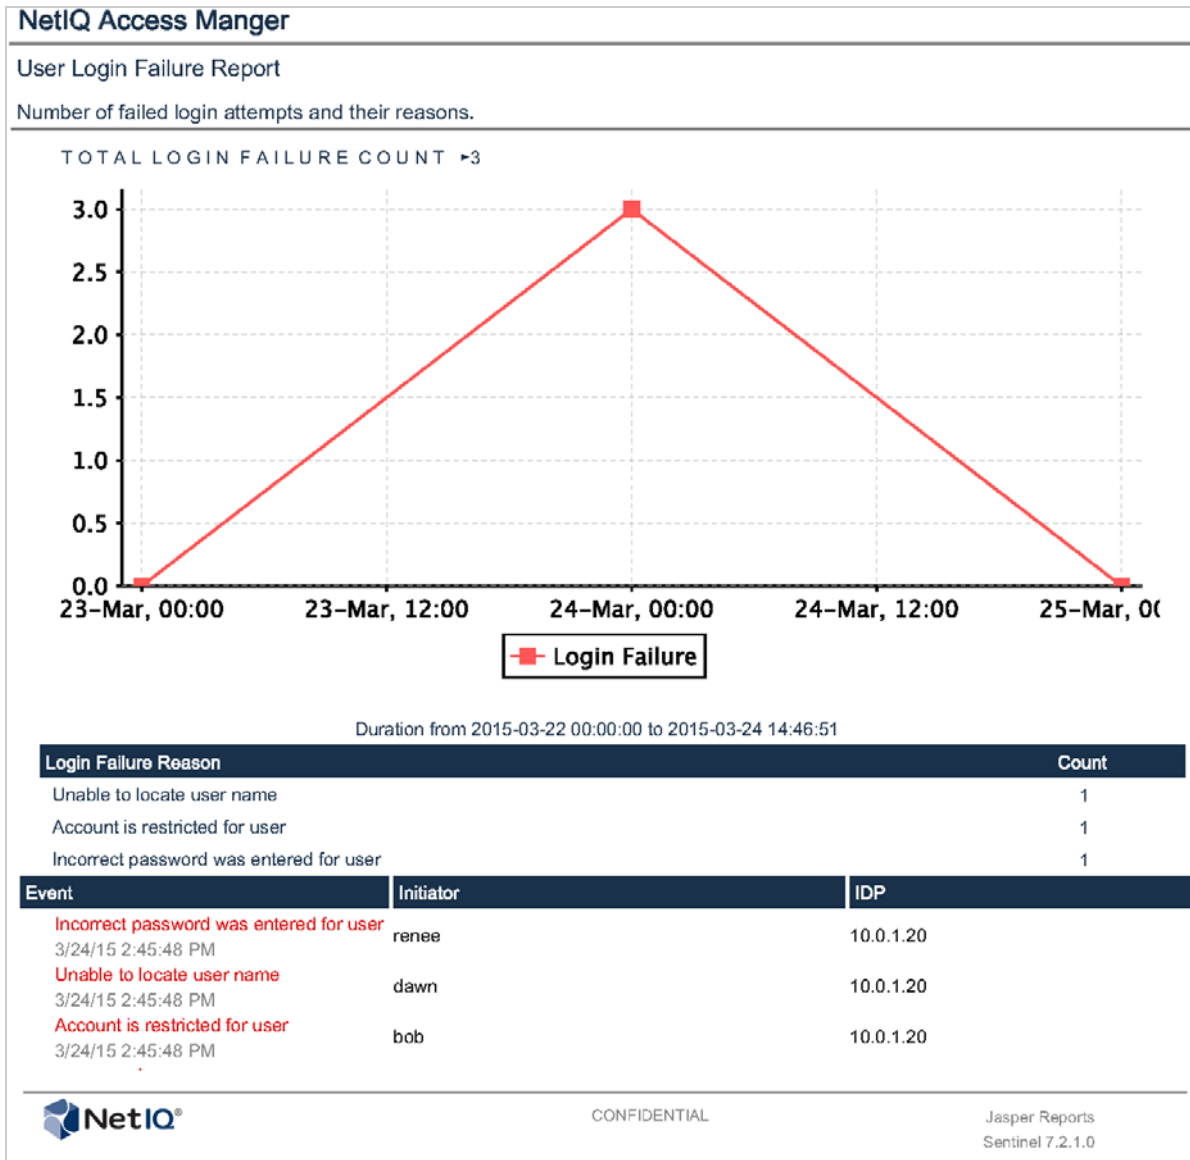 NetIQ Access Manger
User Login Failure Report
Number of failed login attempts and their reasons.
TOTAL LOGIN FAILURE COUNT ►3
3.0
2.5
2.0
1.5
1.0
0.5
0.0
23-Mar, 00:00 23-Mar, 12:00 24-Mar, 00:00 24-Mar, 12:00 25-Mar, 0(
Login Failure
Duration from 2015-03-22 00:00:00 to 2015-03-24 14:46:51
Login Failure Reason Count
Unable to locate user name 1
Account is restricted for user 1
Incorrect password was entered for user 1
Event Initiator IDP
Incorrect password was entered for user
3/24/15 2:45:48 PM
renee 10.0.1.20
Unable to locate user name
3/24/15 2:45:48 PM
dawn 10.0.1.20
Account is restricted for user
3/24/15 2:45:48 PM
bob 10.0.1.20
NetIQ® CONFIDENTIAL Jasper Reports
Sentinel 7.2.1.0